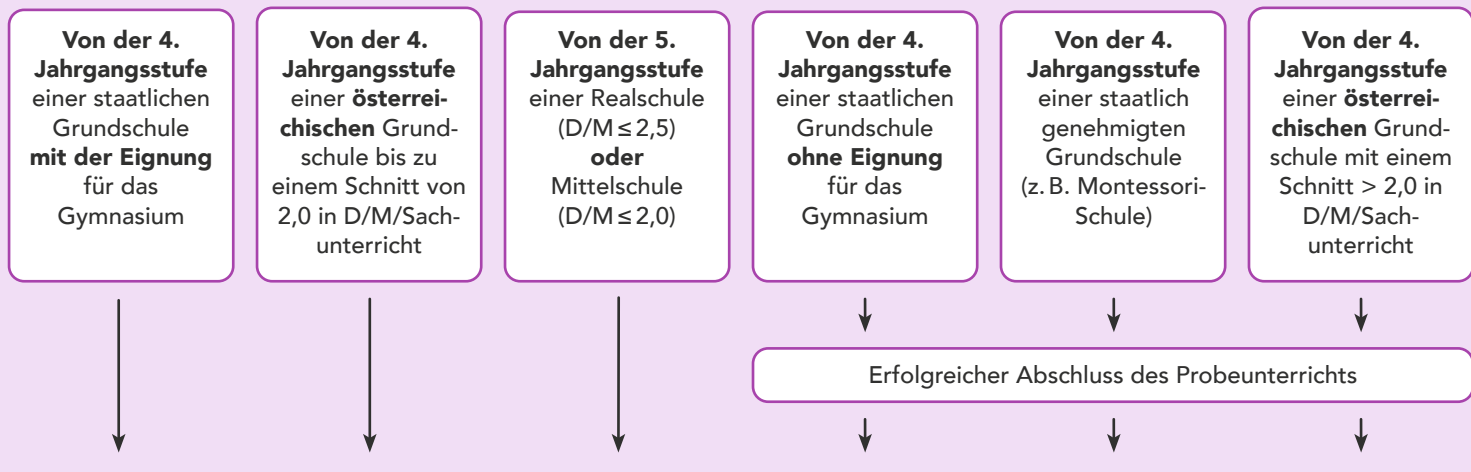 Von der 4.
Jahrgangsstufe
einer staatlichen
Grundschule
mit der Eignung
für das
Gymnasium
Von der 4.
Jahrgangsstufe
einer österrei-
chischen Grund-
schule bis zu
einem Schnitt von
2,0 in D/M/Sach-
unterricht
Von der 5.
Jahrgangsstufe
einer Realschule
(D/M ≤ 2,5)
oder
Mittelschule
(D/M ≤ 2,0)
Von der 4.
Jahrgangsstufe
einer staatlichen
Grundschule
ohne Eignung
für das
Gymnasium
Von der 4.
Jahrgangsstufe
einer staatlich
genehmigten
Grundschule
(z. B. Montessori-
Schule)
Von der 4.
Jahrgangsstufe
einer österrei-
chischen Grund-
schule mit einem
Schnitt > 2,0 in
D/M/Sach-
unterricht
Erfolgreicher Abschluss des Probeunterrichts